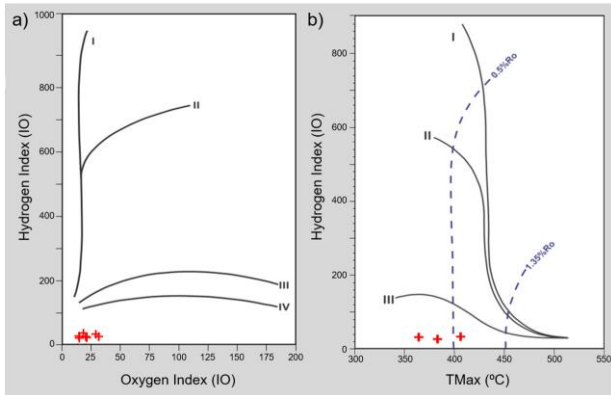 a)
Hydrogen Index (IO)
1000
800
600
400
200
100
0
I
II
III
IV
0 25 50 75 100 125 150 175 200
Oxygen Index (IO)
b)
Hydrogen Index (IO)
800
600
400
200
0
I
II
III
0.5%Ro
1.35%Ro
300 350 400 450 500 550
TMax (ºC)